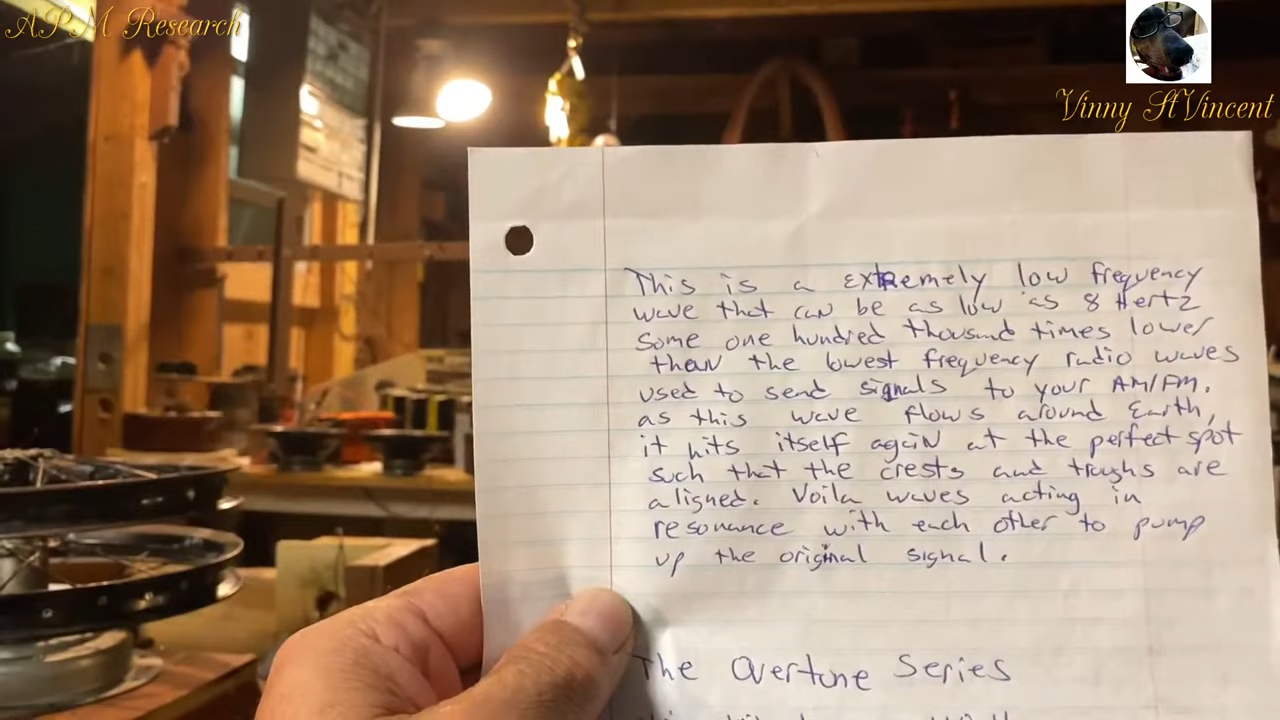 APM Research
Vinny StVincent
This is a extremely low frequency
wave that can be as low as 8 Hertz
some one hundred thousand times lower
than the lowest frequency radio waves
used to send signals to your AM/FM.
as this wave flows around Earth,
it hits itself again at the perfect spot
such that the crests and troughs are
aligned. Voila waves acting in
resonance with each other to pump
up the original signal.
The Overtone Series